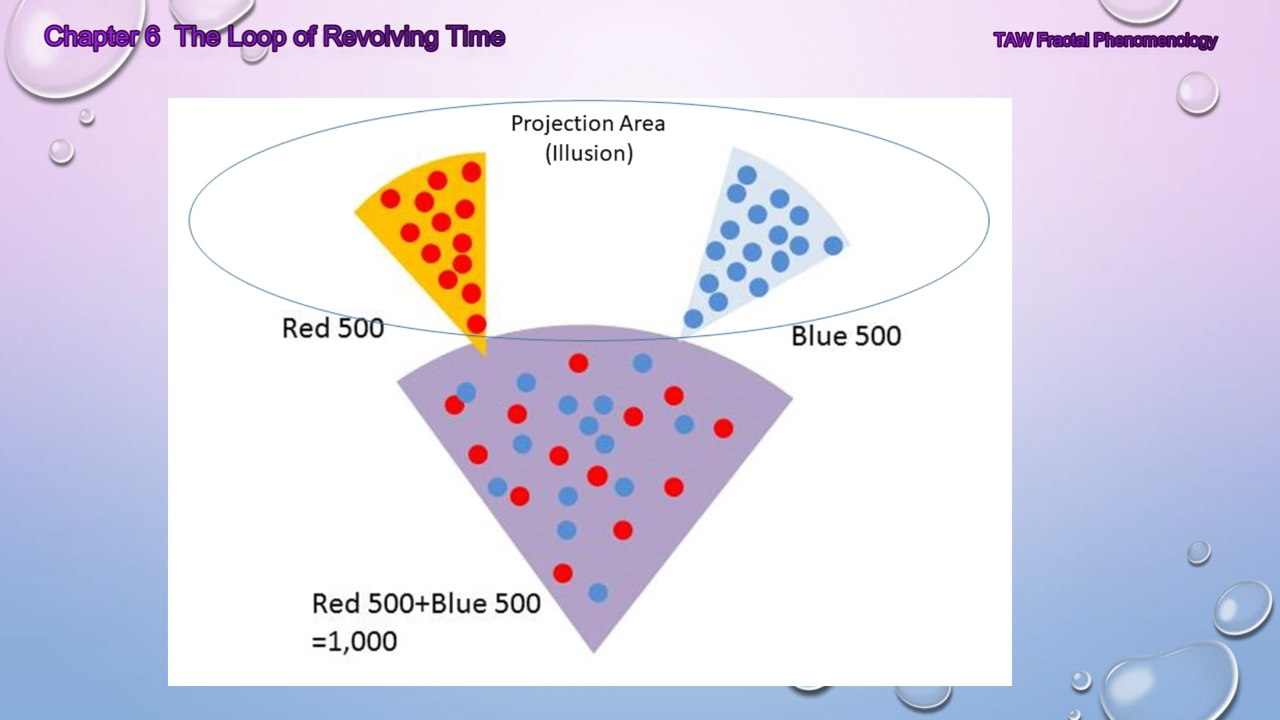 Chapter 6  The Loop of Revolving Time
TAW Fractal Phenomenology
Projection Area
(Illusion)
Red 500
Blue 500
Red 500+Blue 500
=1,000